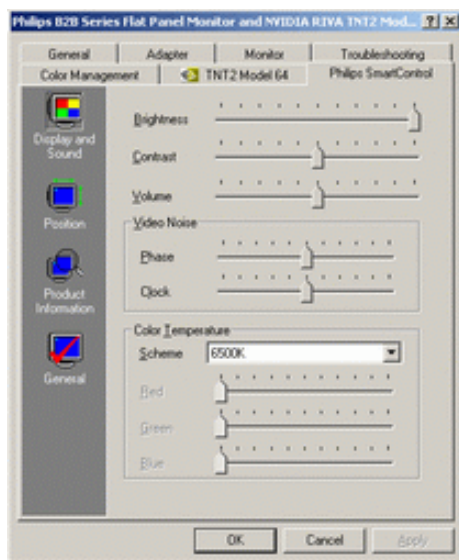 Philips B2B Series Flat Panel Monitor and NVIDIA RIVA TNT2 Mod...
General Adapter Monitor Troubleshooting
Color Management TNT2 Model 64 Philips SmartControl
Display and
Sound
Position
Product
Information
General
Brightness
Contrast
Volume
Video Noise
Phase
Clock
Color Temperature
Scheme 6500K
Red
Green
Blue
OK Cancel Apply